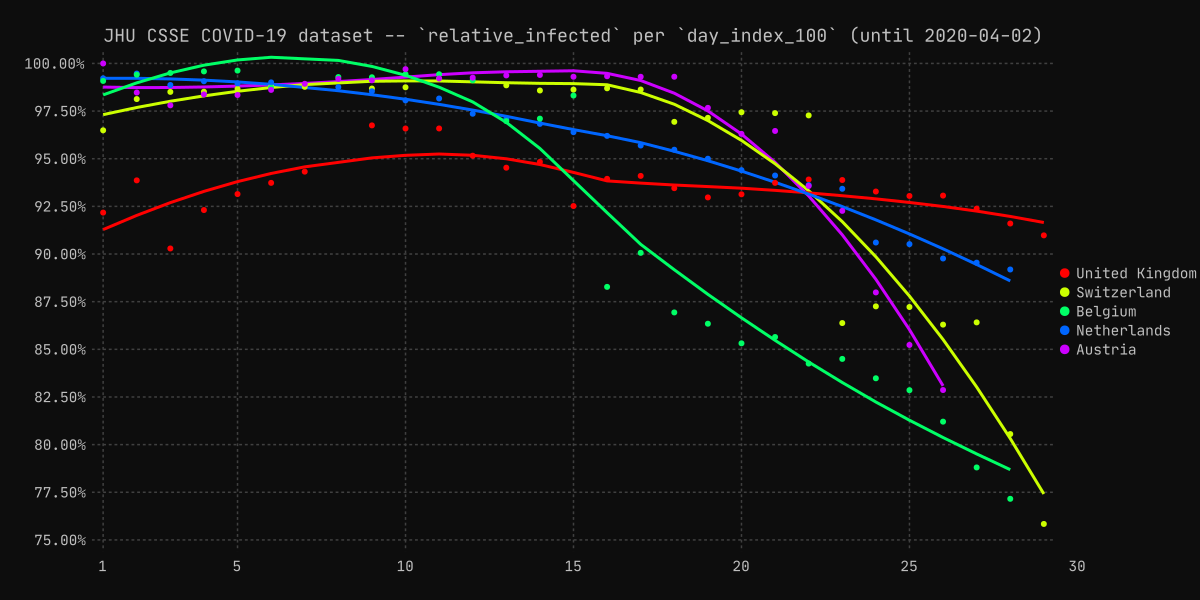 JHU CSSE COVID-19 dataset -- `relative_infected` per `day_index_100` (until 2020-04-02)
100.00%
97.50%
95.00%
92.50%
90.00%
87.50%
85.00%
82.50%
80.00%
77.50%
75.00%
1 5 10 15 20 25 30
United Kingdom
Switzerland
Belgium
Netherlands
Austria